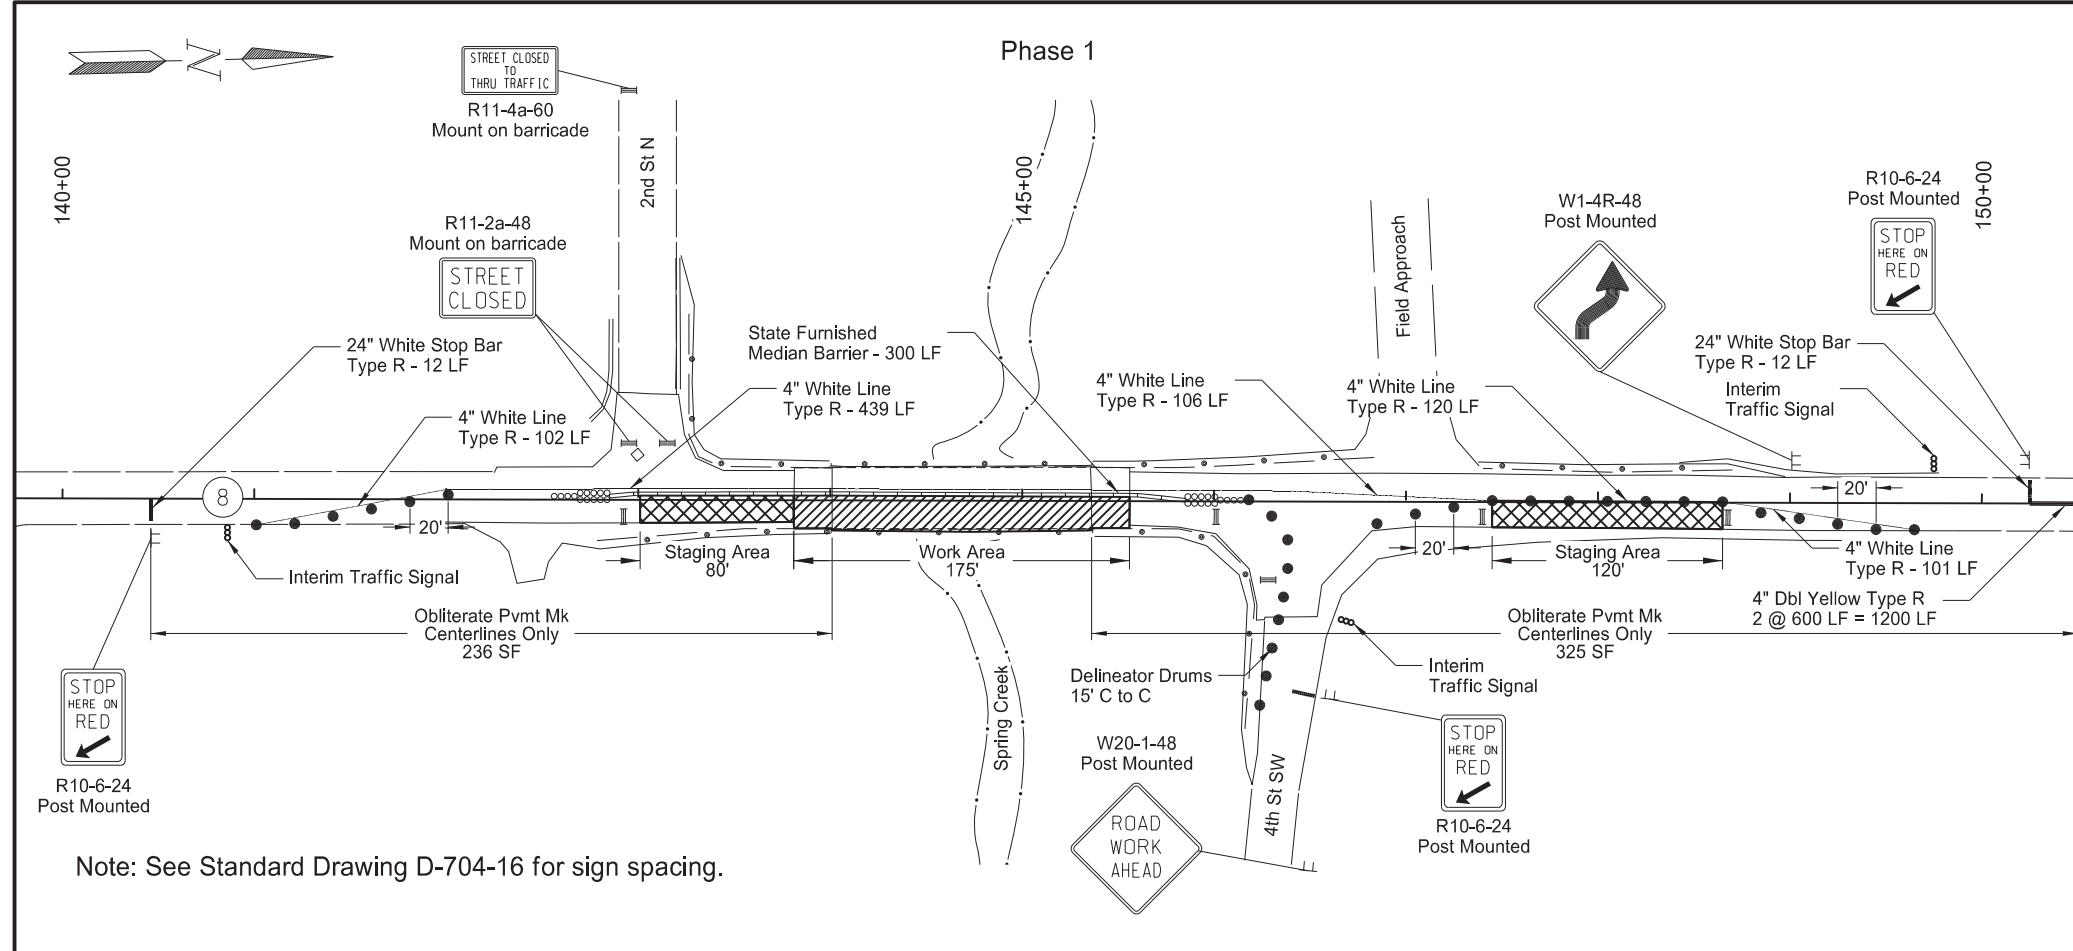 Phase 1
N
STREET CLOSED
TO
THRU TRAFFIC
R11-4a-60
Mount on barricade
140+00
2nd St N
145+00
150+00
R11-2a-48
Mount on barricade
STREET
CLOSED
W1-4R-48
Post Mounted
R10-6-24
Post Mounted
STOP
HERE ON
RED
Field Approach
24" White Stop Bar
Type R - 12 LF
4" White Line
Type R - 102 LF
State Furnished
Median Barrier - 300 LF
4" White Line
Type R - 439 LF
4" White Line
Type R - 106 LF
4" White Line
Type R - 120 LF
24" White Stop Bar
Type R - 12 LF
Interim
Traffic Signal
8
20'
20'
20'
Interim Traffic Signal
Staging Area
80'
Work Area
175'
Staging Area
120'
4" White Line
Type R - 101 LF
4" Dbl Yellow Type R
2 @ 600 LF = 1200 LF
Obliterate Pvmt Mk
Centerlines Only
236 SF
Obliterate Pvmt Mk
Centerlines Only
325 SF
STOP
HERE ON
RED
R10-6-24
Post Mounted
Spring Creek
Delineator Drums
15' C to C
Interim
Traffic Signal
W20-1-48
Post Mounted
ROAD
WORK
AHEAD
4th St SW
STOP
HERE ON
RED
R10-6-24
Post Mounted
Note: See Standard Drawing D-704-16 for sign spacing.